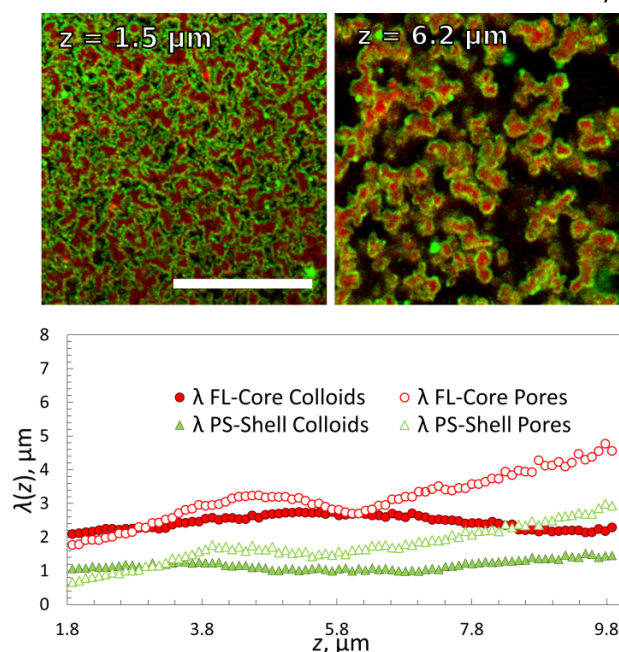 z = 1.5 µm
z = 6.2 µm
λ FL-Core Colloids
λ FL-Core Pores
λ PS-Shell Colloids
λ PS-Shell Pores
λ(z), µm
8
7
6
5
4
3
2
1
0
1.8 3.8 5.8 7.8 9.8
z, µm